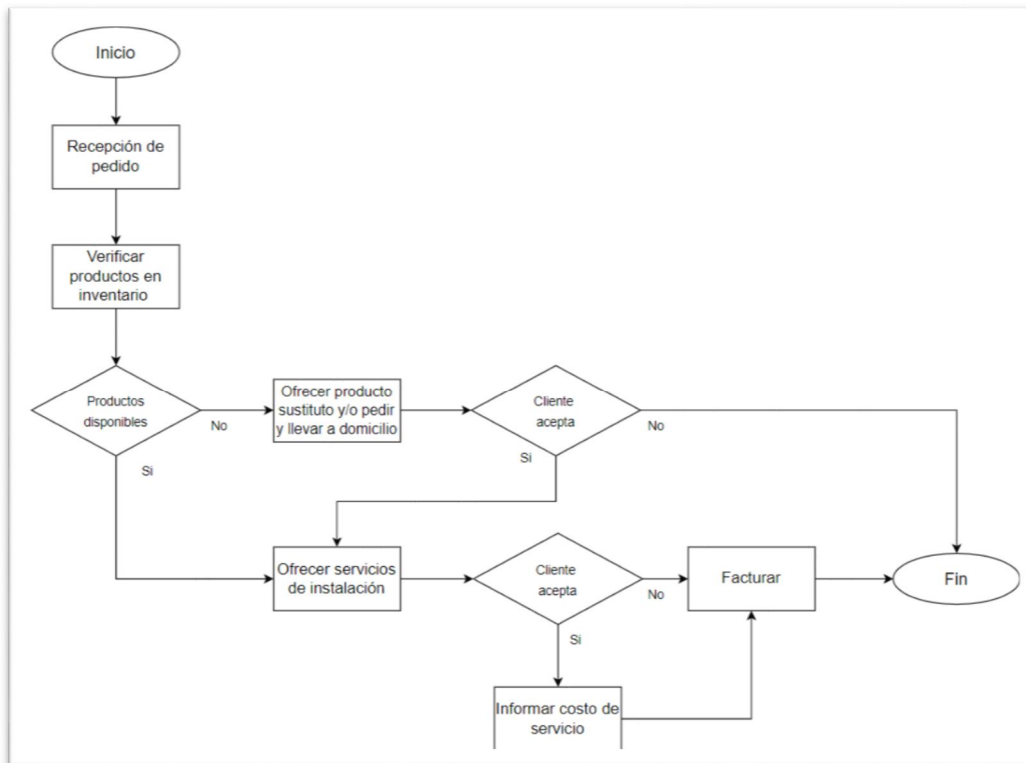 Inicio
Recepción de
pedido
Verificar
productos en
inventario
Productos
disponibles
No
Si
Ofrecer producto
sustituto y/o pedir
y llevar a domicilio
Cliente
acepta
No
Si
Ofrecer servicios
de instalación
Cliente
acepta
No
Si
Facturar
Fin
Informar costo de
servicio